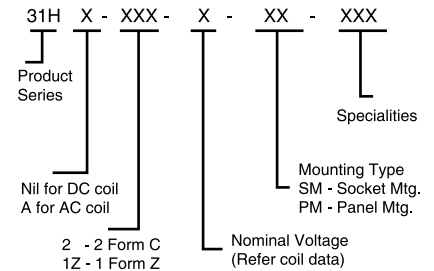 31H X - XXX - X - XX - XXX
Product
Series
Specialities
Nil for DC coil
A for AC coil
Mounting Type
SM - Socket Mtg.
PM - Panel Mtg.
2 - 2 Form C
1Z - 1 Form Z
Nominal Voltage
(Refer coil data)